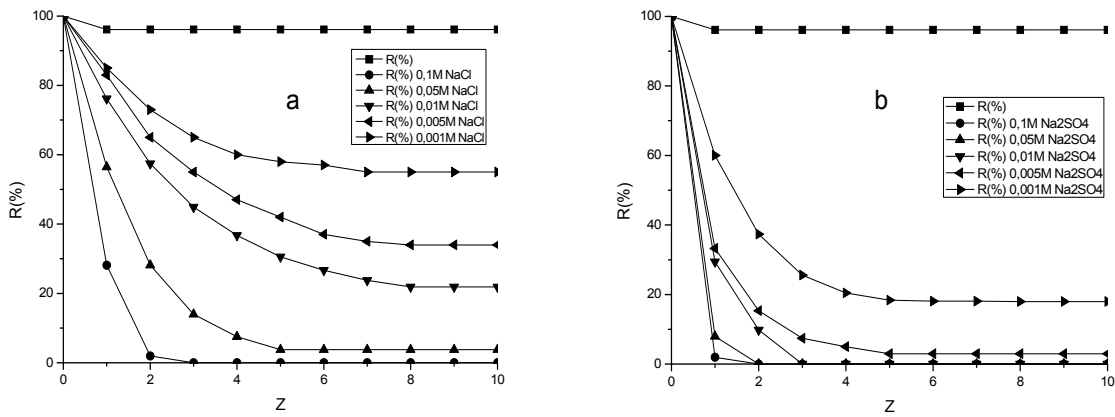 100
80
60
40
20
0
R(%)
0 2 4 6 8 10
Z
a
R(%)
R(%) 0,1M NaCl
R(%) 0,05M NaCl
R(%) 0,01M NaCl
R(%) 0,005M NaCl
R(%) 0,001M NaCl
100
80
60
40
20
0
R(%)
0 2 4 6 8 10
Z
b
R(%)
R(%) 0,1M Na2SO4
R(%) 0,05M Na2SO4
R(%) 0,01M Na2SO4
R(%) 0,005M Na2SO4
R(%) 0,001M Na2SO4